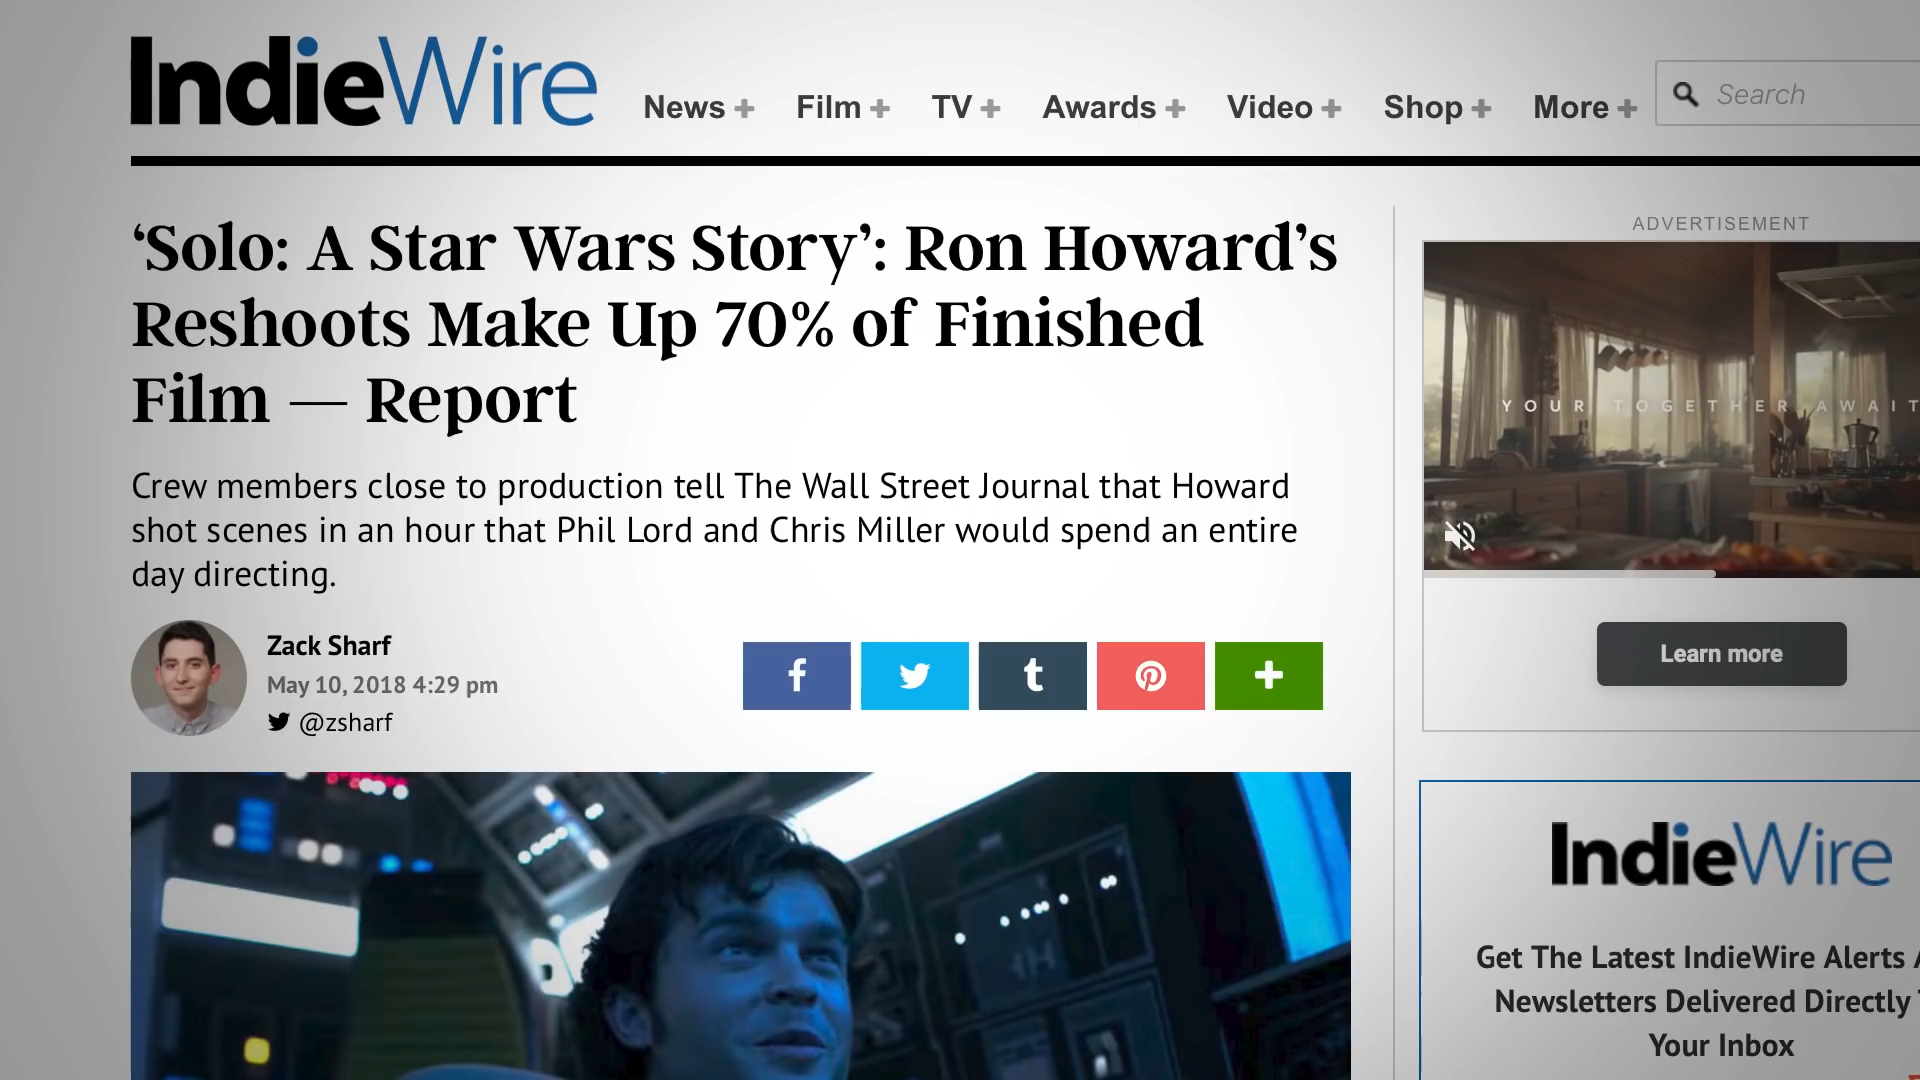 IndieWire
News + Film + TV + Awards + Video + Shop + More +
Search
‘Solo: A Star Wars Story’: Ron Howard’s
Reshoots Make Up 70% of Finished
Film — Report
Crew members close to production tell The Wall Street Journal that Howard
shot scenes in an hour that Phil Lord and Chris Miller would spend an entire
day directing.
Zack Sharf
May 10, 2018 4:29 pm
@zsharf
ADVERTISEMENT
YOUR TOGETHER AWAIT
Learn more
IndieWire
Get The Latest IndieWire Alerts A
Newsletters Delivered Directly
Your Inbox